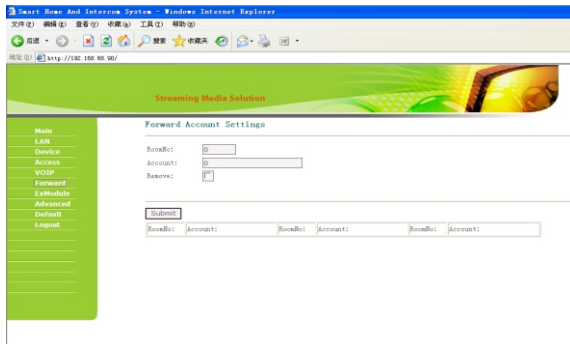 Smart Home And Intercom System - Windows Internet Explorer
文件(F) 编辑(E) 查看(V) 收藏(A) 工具(T) 帮助(H)
后退 搜索 收藏夹
地址(D) http://192.168.68.90/
Streaming Media Solution
Main
LAN
Device
Access
VOIP
Forward
ExModule
Advanced
Default
Logout
Forward Account Settings
RoomNo: 0
Account: 0
Remove:
Submit
RoomNo: Account: RoomNo: Account: RoomNo: Account: